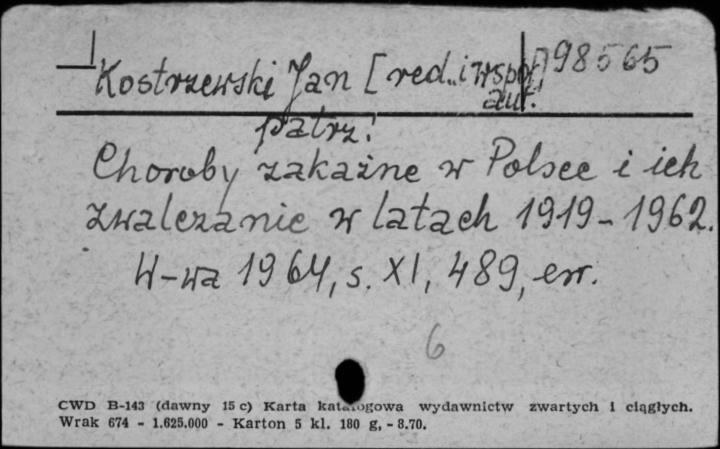 Kostrzewski Jan [red. i współ] 98565
aut.
patrz:
Choroby zakaźne w Polsce i ich
zwalczanie w latach 1919-1962.
W-wa 1964, s. XI, 489, err.
6
CWD B-143 (dawny 15 c) Karta katalogowa wydawnictw zwartych i ciągłych.
Wrak 674 - 1.625.000 - Karton 5 kl. 180 g, - 8.70.